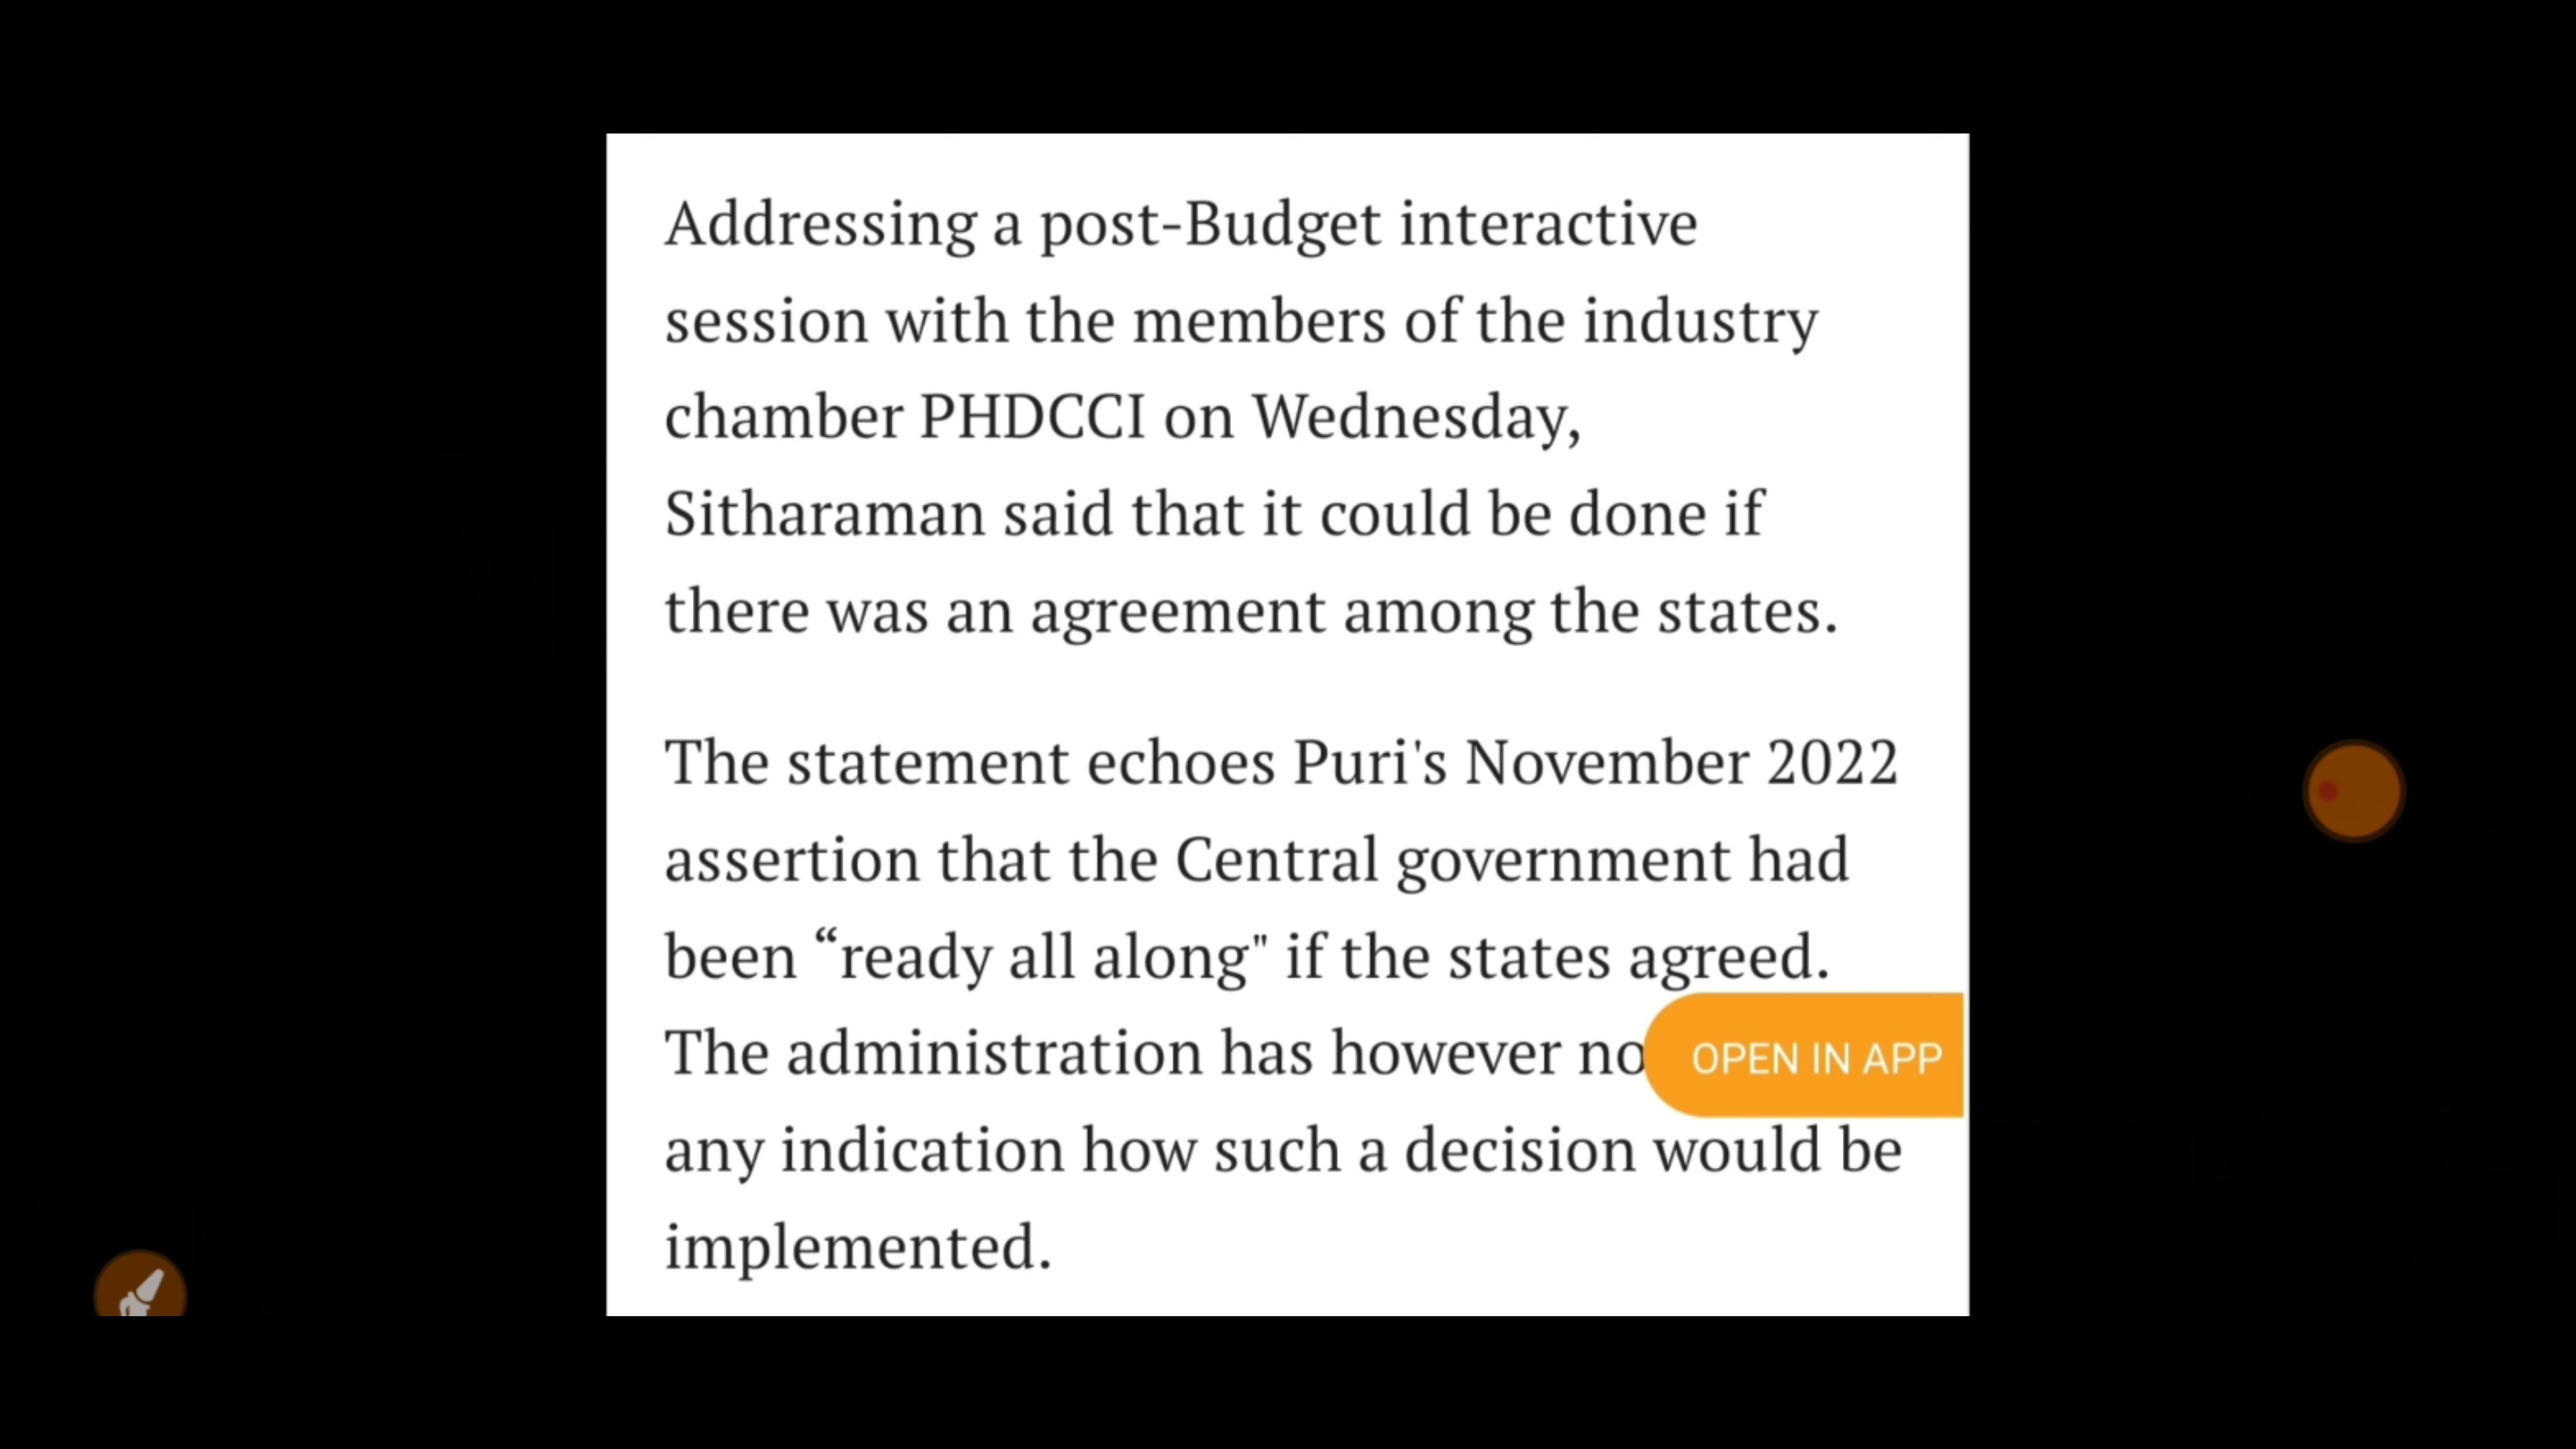 Addressing a post-Budget interactive
session with the members of the industry
chamber PHDCCI on Wednesday,
Sitharaman said that it could be done if
there was an agreement among the states.
The statement echoes Puri's November 2022
assertion that the Central government had
been “ready all along" if the states agreed.
The administration has however
OPEN IN APP
any indication how such a decision would be
implemented.